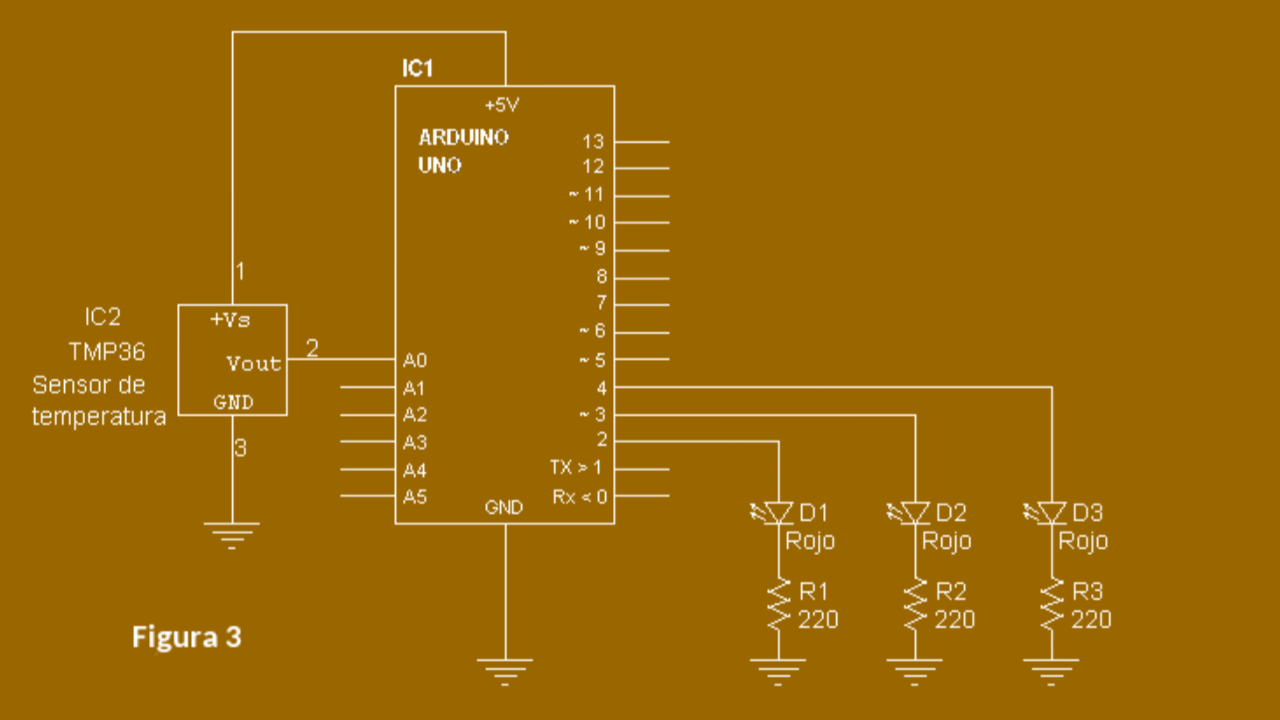 IC1
+5V
ARDUINO
UNO
13
12
~ 11
~ 10
~ 9
8
7
~ 6
~ 5
4
~ 3
2
TX > 1
Rx < 0
A0
A1
A2
A3
A4
A5
GND
1
IC2
TMP36
Sensor de
temperatura
+Vs
Vout
GND
2
3
D1
Rojo
R1
220
D2
Rojo
R2
220
D3
Rojo
R3
220
Figura 3